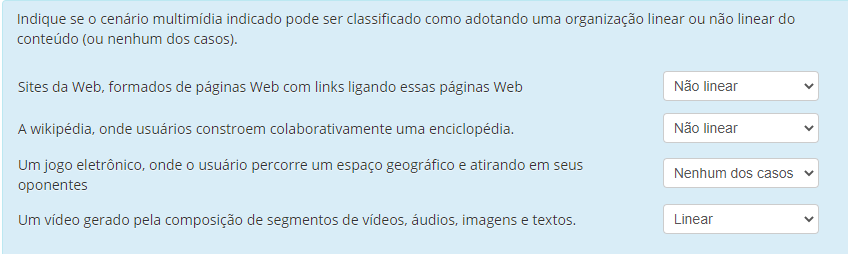 Indique se o cenário multimídia indicado pode ser classificado como adotando uma organização linear ou não linear do
conteúdo (ou nenhum dos casos).
Sites da Web, formados de páginas Web com links ligando essas páginas Web
Não linear
A wikipédia, onde usuários constroem colaborativamente uma enciclopédia.
Não linear
Um jogo eletrônico, onde o usuário percorre um espaço geográfico e atirando em seus
oponentes
Nenhum dos casos
Um vídeo gerado pela composição de segmentos de vídeos, áudios, imagens e textos.
Linear